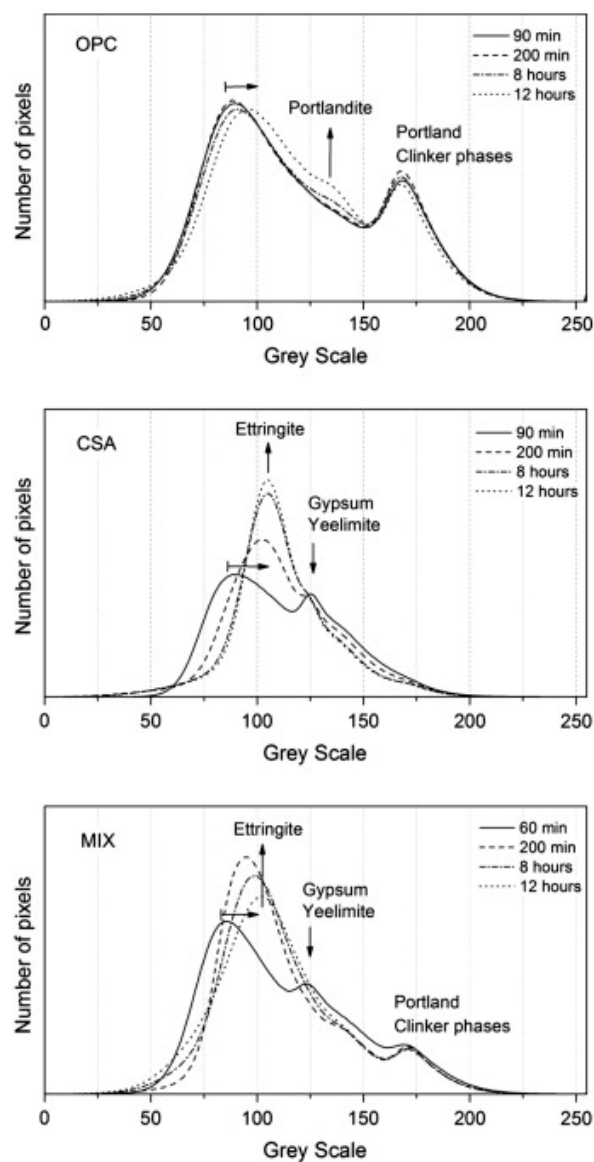 OPC
90 min
200 min
8 hours
12 hours
Portlandite
Portland
Clinker phases
Number of pixels
0 50 100 150 200 250
Grey Scale
CSA
Ettringite
90 min
200 min
8 hours
12 hours
Gypsum
Yeelimite
Number of pixels
0 50 100 150 200 250
Grey Scale
MIX
Ettringite
60 min
200 min
8 hours
12 hours
Gypsum
Yeelimite
Portland
Clinker phases
Number of pixels
0 50 100 150 200 250
Grey Scale